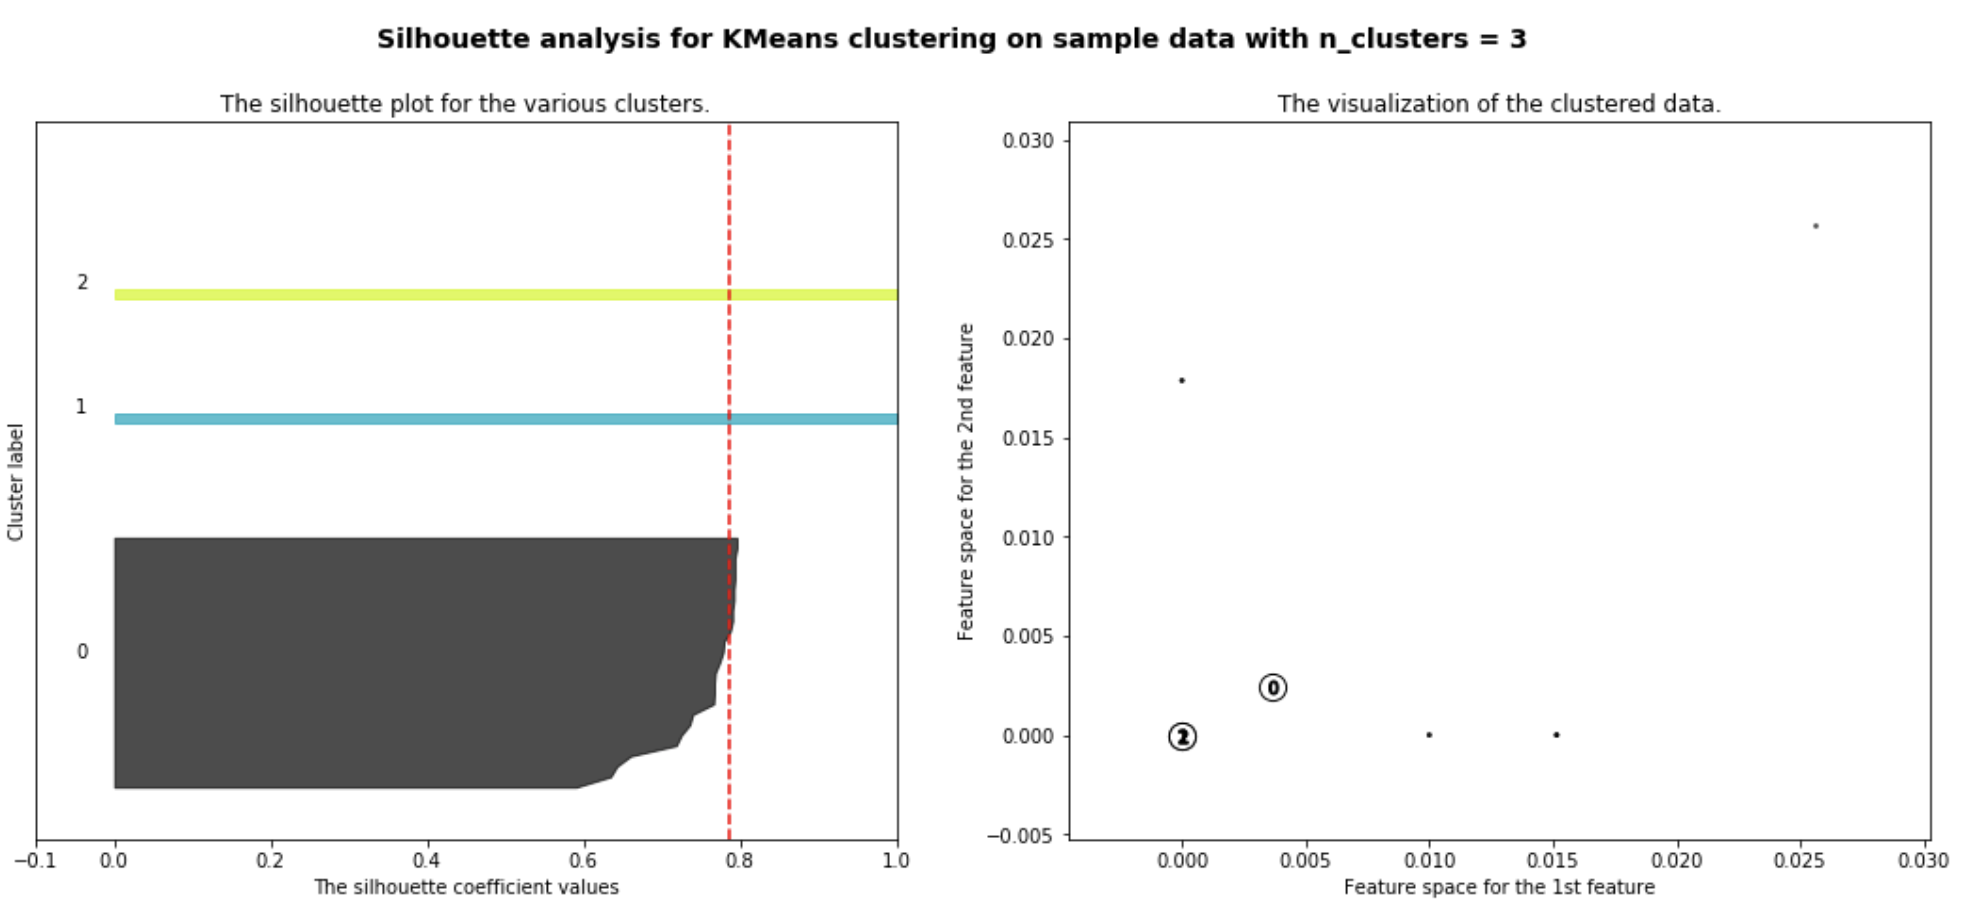 Silhouette analysis for KMeans clustering on sample data with n_clusters = 3
The silhouette plot for the various clusters.
Cluster label
2
1
0
−0.1 0.0 0.2 0.4 0.6 0.8 1.0
The silhouette coefficient values
The visualization of the clustered data.
Feature space for the 2nd feature
0.030
0.025
0.020
0.015
0.010
0.005
0.000
−0.005
0
0.000 0.005 0.010 0.015 0.020 0.025 0.030
Feature space for the 1st feature